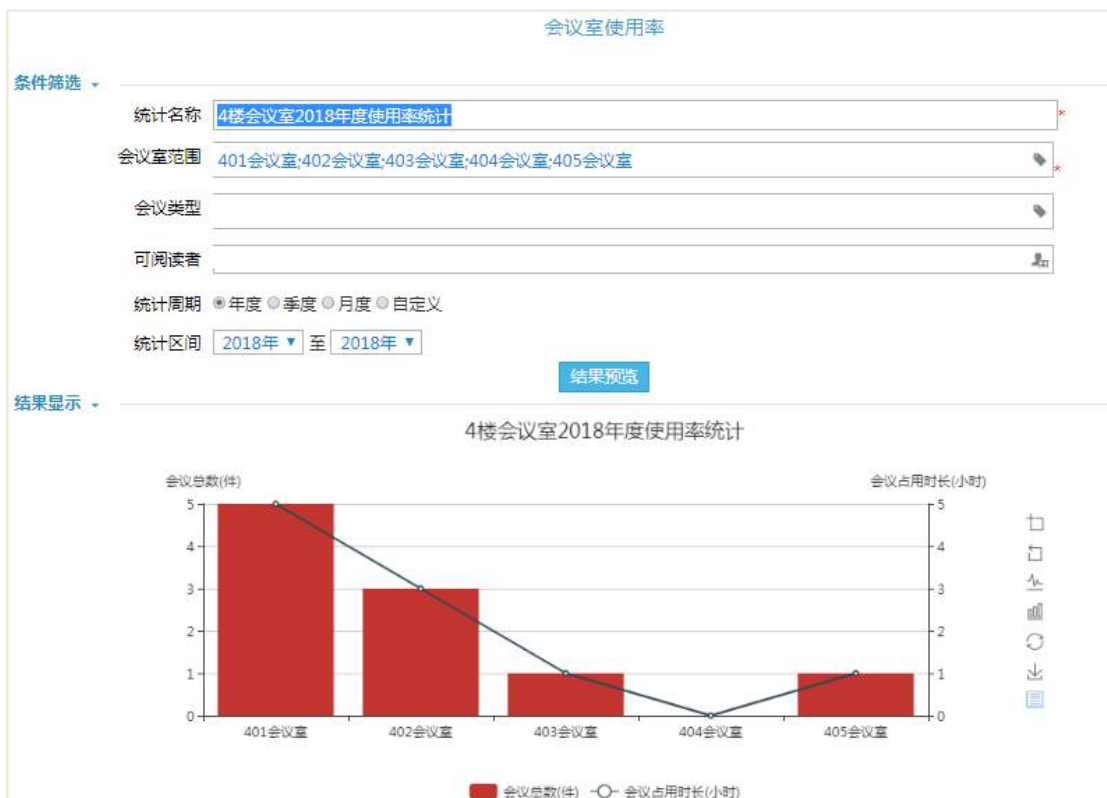 会议室使用率
条件筛选
统计名称 4楼会议室2018年度使用率统计 *
会议室范围 401会议室;402会议室;403会议室;404会议室;405会议室 *
会议类型
可阅读者
统计周期 年度 季度 月度 自定义
统计区间 2018年 至 2018年
结果预览
结果显示
4楼会议室2018年度使用率统计
会议总数(件) 会议占用时长(小时)
5 5
4 4
3 3
2 2
1 1
0 0
401会议室 402会议室 403会议室 404会议室 405会议室
会议总数(件) 会议占用时长(小时)